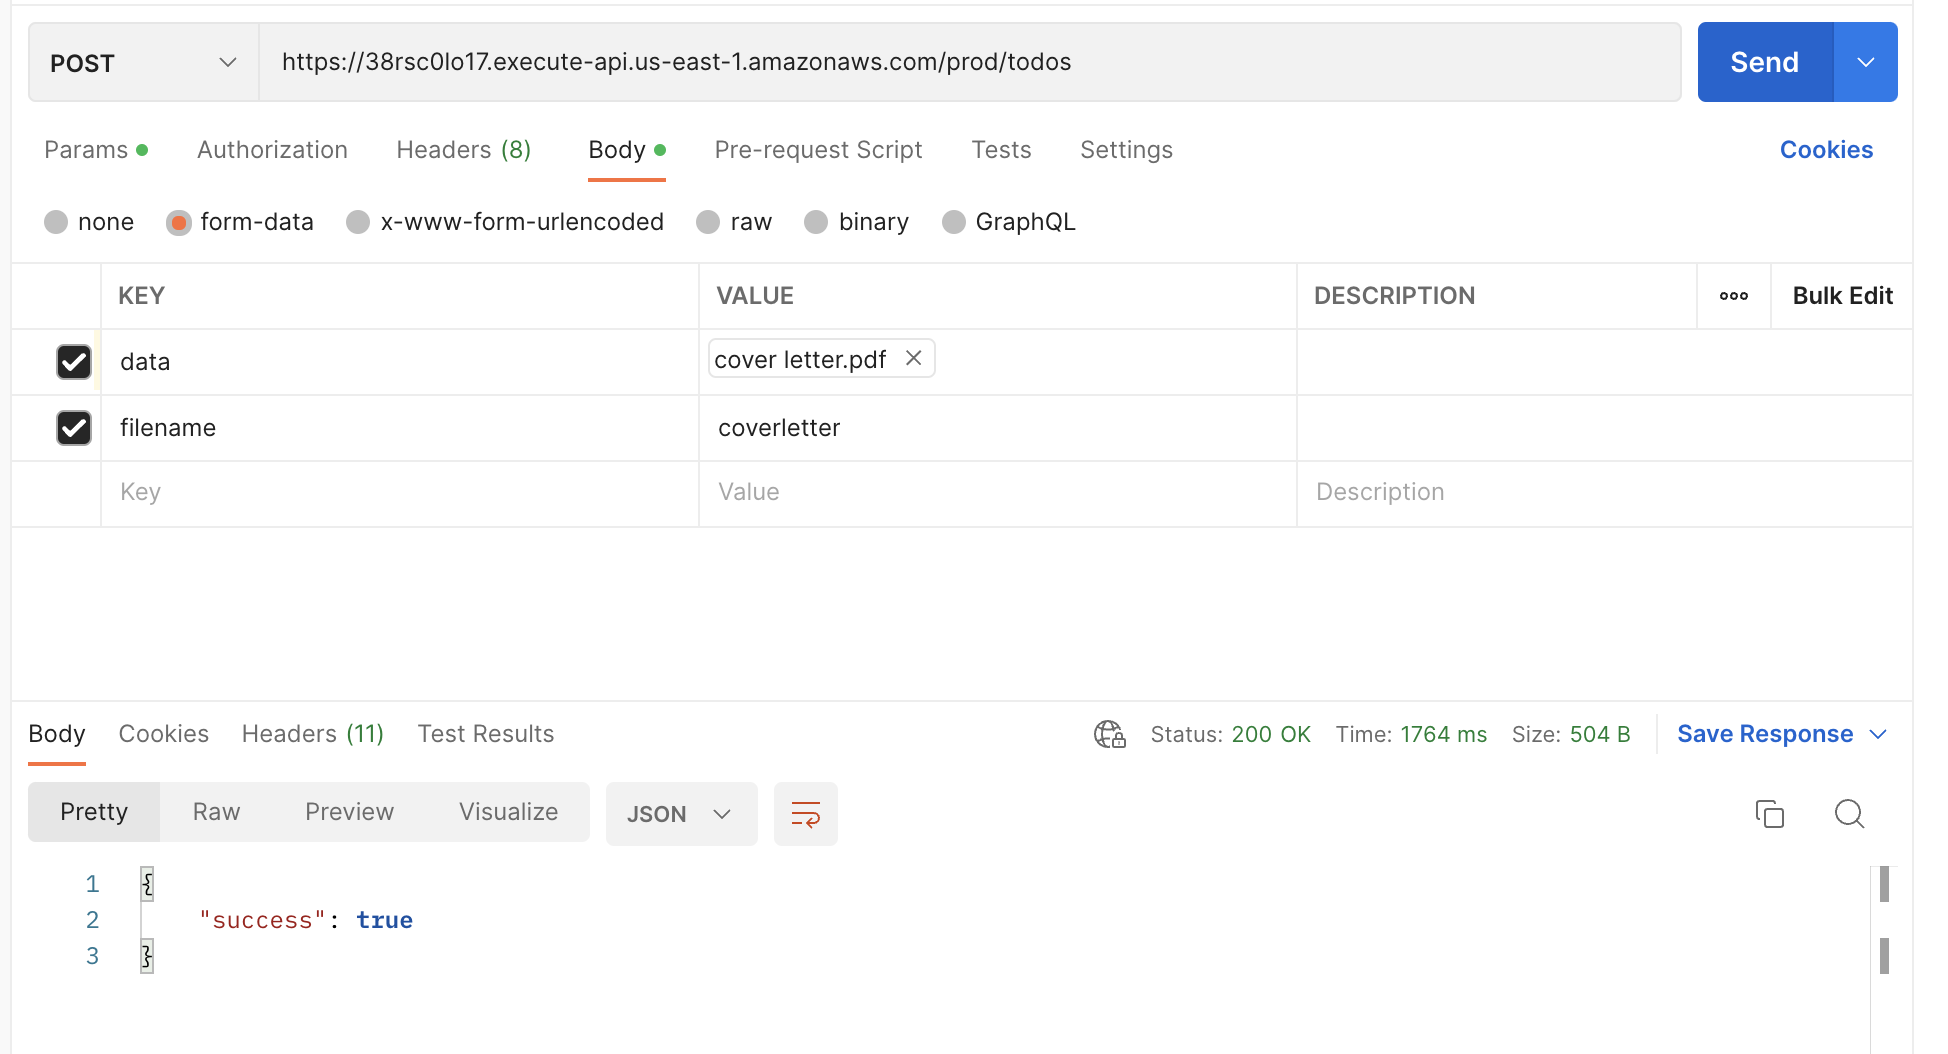 POST https://38rsc0lo17.execute-api.us-east-1.amazonaws.com/prod/todos Send
Params Authorization Headers (8) Body Pre-request Script Tests Settings Cookies
none form-data x-www-form-urlencoded raw binary GraphQL
KEY VALUE DESCRIPTION ooo Bulk Edit
data cover letter.pdf
filename coverletter
Key Value Description
Body Cookies Headers (11) Test Results Status: 200 OK Time: 1764 ms Size: 504 B Save Response
Pretty Raw Preview Visualize JSON
1 {
2 "success": true
3 }